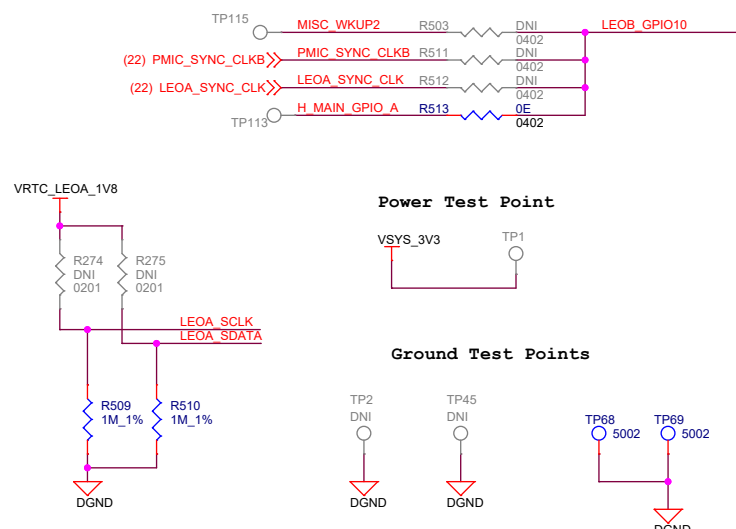 TP115
MISC_WKUP2 R503 DNI LEOB_GPIO10
0402
(22) PMIC_SYNC_CLKB PMIC_SYNC_CLKB R511 DNI
0402
(22) LEOA_SYNC_CLK LEOA_SYNC_CLK R512 DNI
0402
H_MAIN_GPIO_A R513 0E
TP113 0402
VRTC_LEOA_1V8
Power Test Point
VSYS_3V3 TP1
R274 R275
DNI DNI
0201 0201
LEOA_SCLK
LEOA_SDATA
Ground Test Points
R509 R510
1M_1% 1M_1%
TP2 TP45
DNI DNI
TP68 TP69
5002 5002
DGND DGND DGND
DGND